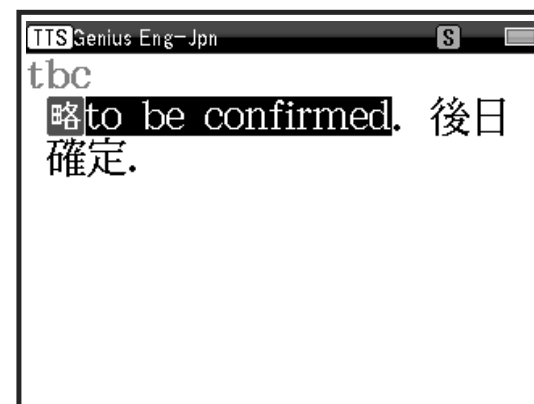 TTS Genius Eng-Jpn S
tbc
略to be confirmed. 後日
確定.